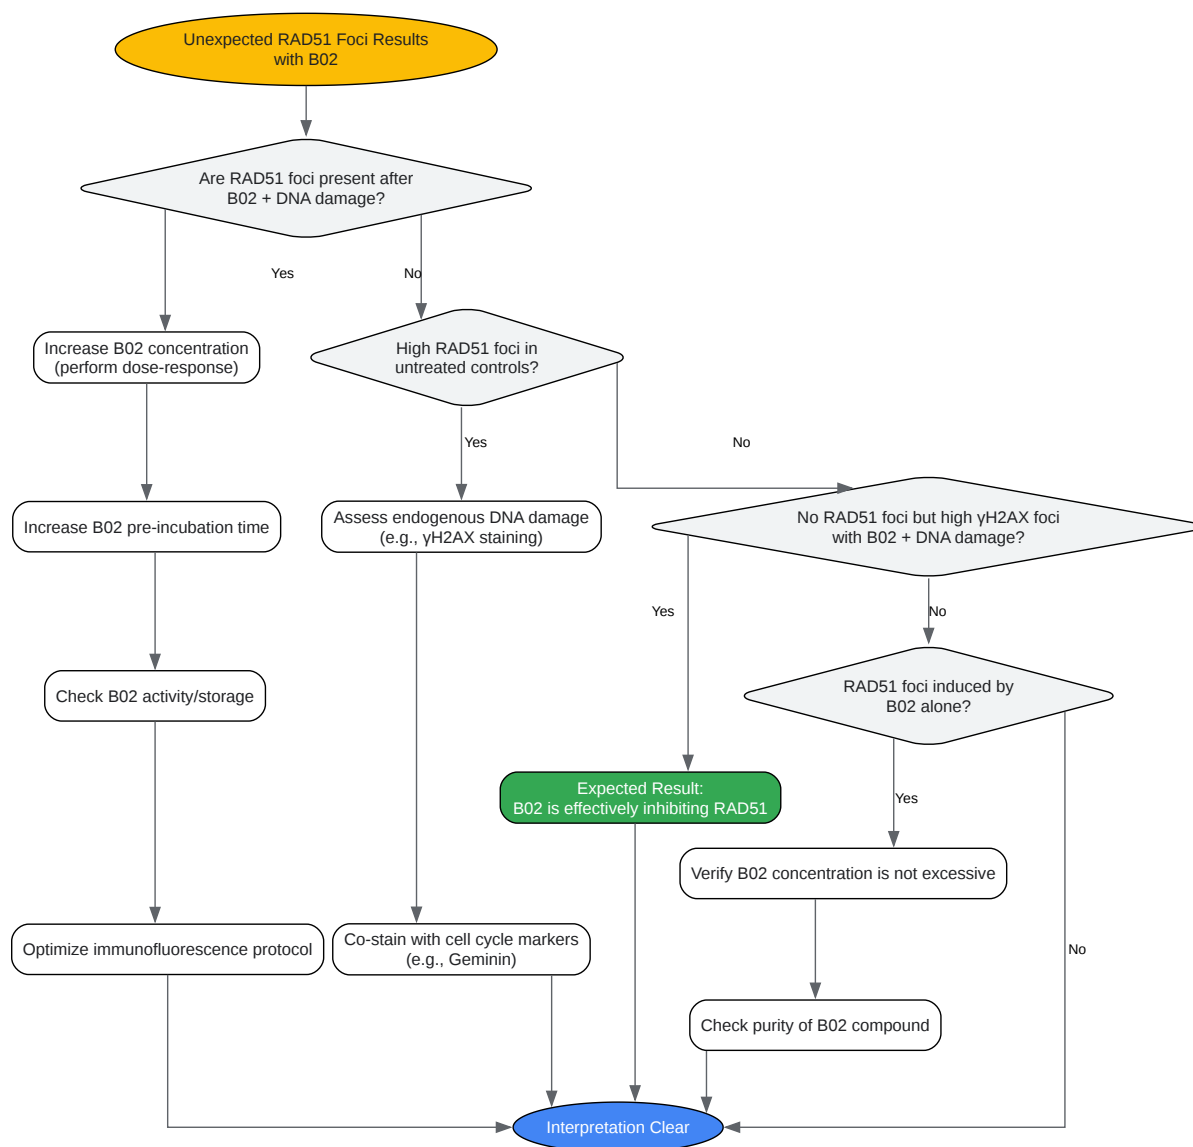 Unexpected RAD51 Foci Results
with B02
Are RAD51 foci present after
B02 + DNA damage?
Yes
No
Increase B02 concentration
(perform dose-response)
High RAD51 foci in
untreated controls?
Yes
No
Increase B02 pre-incubation time
Assess endogenous DNA damage
(e.g., γH2AX staining)
No RAD51 foci but high γH2AX foci
with B02 + DNA damage?
Yes
No
Check B02 activity/storage
RAD51 foci induced by
B02 alone?
Expected Result:
B02 is effectively inhibiting RAD51
Yes
Verify B02 concentration is not excessive
Optimize immunofluorescence protocol
Co-stain with cell cycle markers
(e.g., Geminin)
No
Check purity of B02 compound
Interpretation Clear